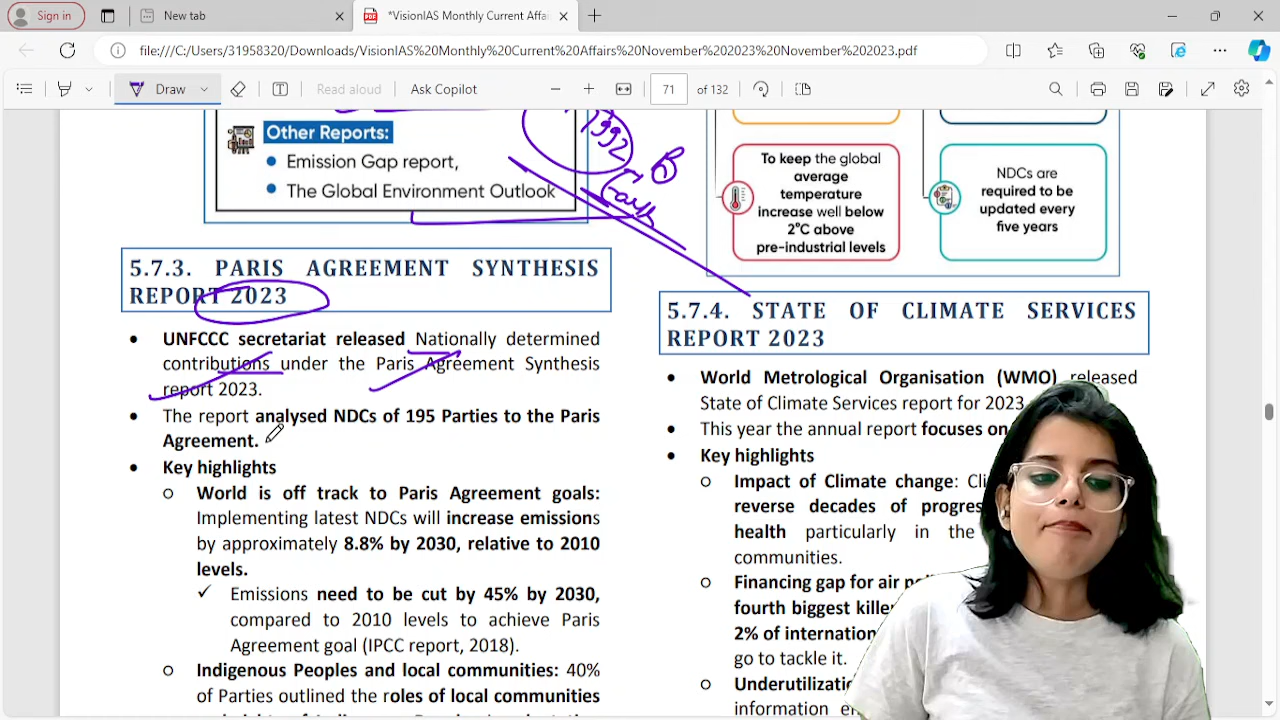 Sign in
New tab
*VisionIAS Monthly Current Affai
file:///C:/Users/31958320/Downloads/VisionIAS%20Monthly%20Current%20Affairs%20November%202023%20November%202023.pdf
Draw
Read aloud
Ask Copilot
71
of 132
1992
Other Reports:
Emission Gap report,
The Global Environment Outlook
5.7.3. PARIS AGREEMENT SYNTHESIS
REPORT 2023
• UNFCCC secretariat released Nationally determined
contributions under the Paris Agreement Synthesis
report 2023.
• The report analysed NDCs of 195 Parties to the Paris
Agreement.
• Key highlights
o World is off track to Paris Agreement goals:
Implementing latest NDCs will increase emissions
by approximately 8.8% by 2030, relative to 2010
levels.
✓ Emissions need to be cut by 45% by 2030,
compared to 2010 levels to achieve Paris
Agreement goal (IPCC report, 2018).
o Indigenous Peoples and local communities: 40%
of Parties outlined the roles of local communities
To keep the global
average
temperature
increase well below
2°C above
pre-industrial levels
NDCs are
required to be
updated every
five years
5.7.4. STATE OF CLIMATE SERVICES
REPORT 2023
• World Metrological Organisation (WMO) released
State of Climate Services report for 2023
• This year the annual report focuses on
• Key highlights
o Impact of Climate change: Cli
reverse decades of progres
health particularly in the
communities.
o Financing gap for air
fourth biggest killer
2% of internation
go to tackle it.
o Underutilizati
information